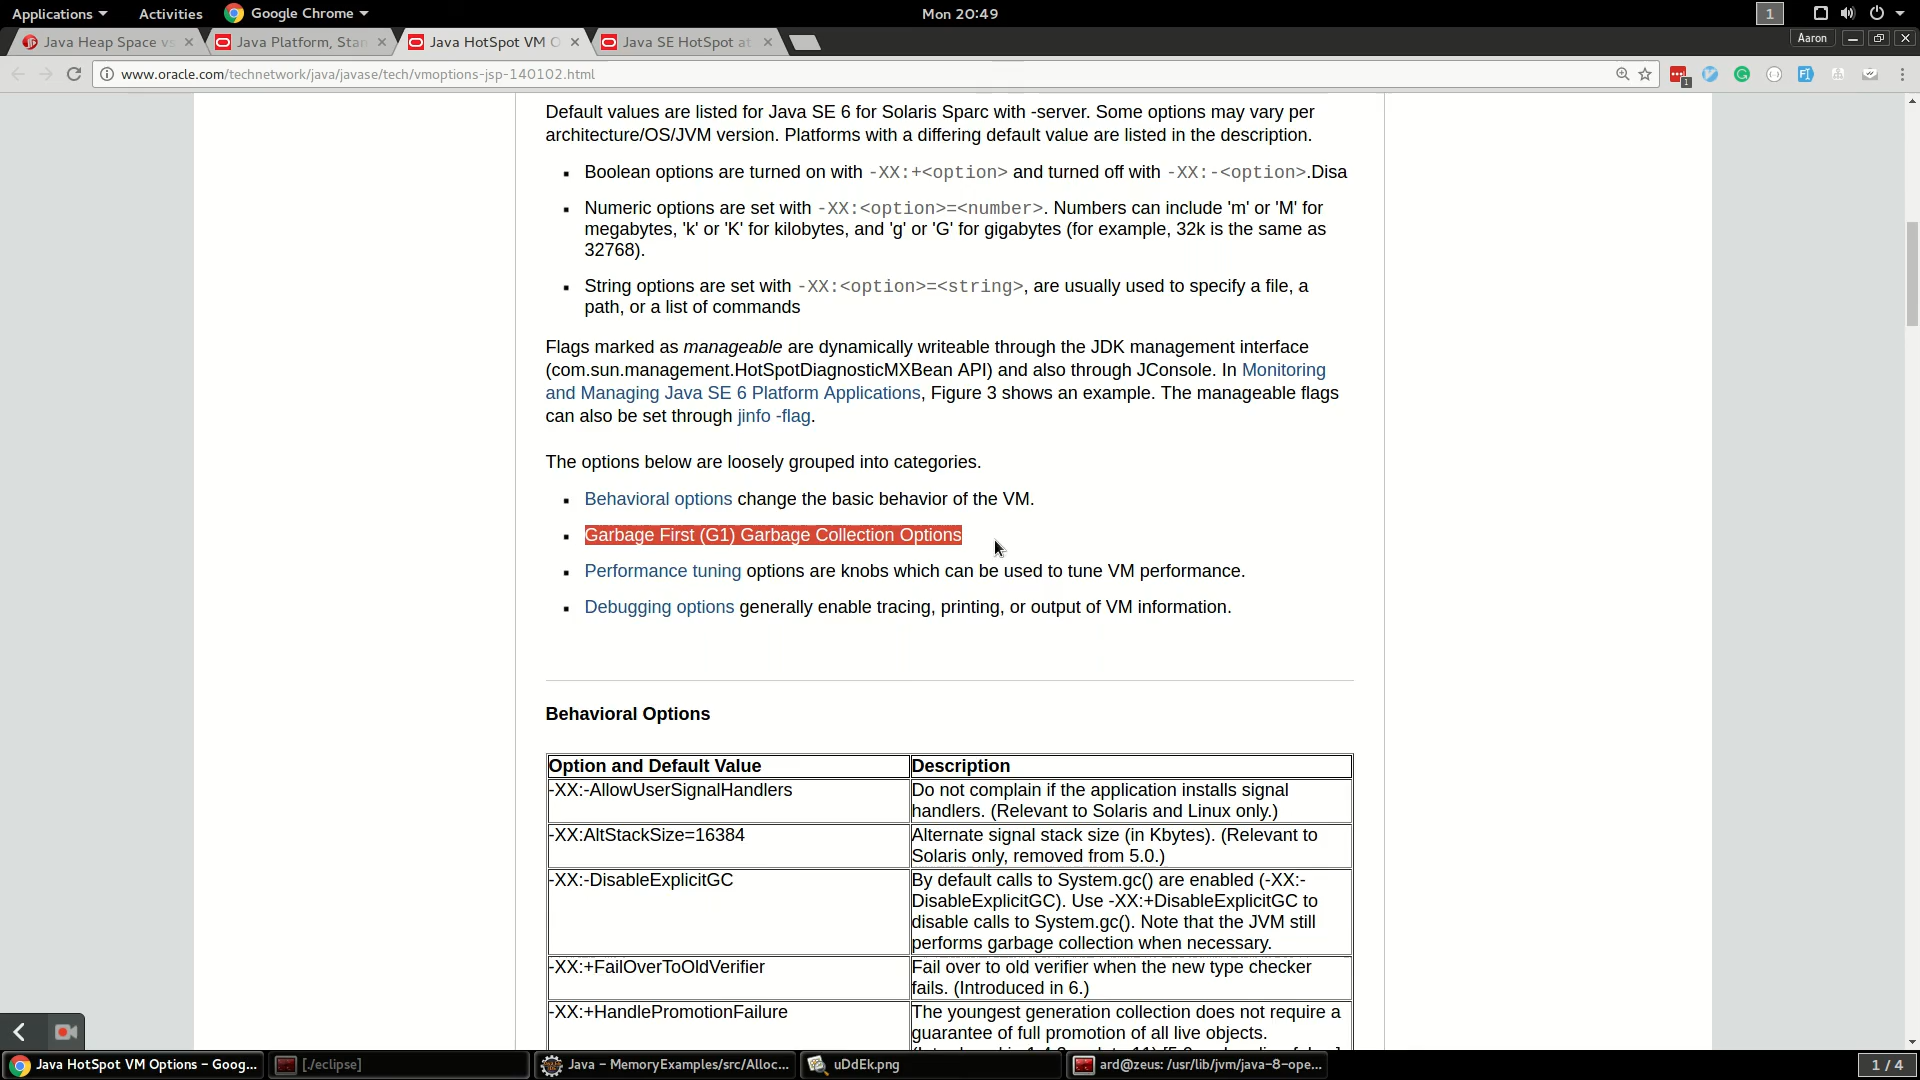 Applications
Activities
Google Chrome
Mon 20:49
1
Java Heap Space vs
Java Platform, Stan
Java HotSpot VM O
Java SE HotSpot at
Aaron
www.oracle.com/technetwork/java/javase/tech/vmoptions-jsp-140102.html
1
Default values are listed for Java SE 6 for Solaris Sparc with -server. Some options may vary per
architecture/OS/JVM version. Platforms with a differing default value are listed in the description.
Boolean options are turned on with -XX:+<option> and turned off with -XX:-<option>.Disa
Numeric options are set with -XX:<option>=<number>. Numbers can include 'm' or 'M' for
megabytes, 'k' or 'K' for kilobytes, and 'g' or 'G' for gigabytes (for example, 32k is the same as
32768).
String options are set with -XX:<option>=<string>, are usually used to specify a file, a
path, or a list of commands
Flags marked as manageable are dynamically writeable through the JDK management interface
(com.sun.management.HotSpotDiagnosticMXBean API) and also through JConsole. In Monitoring
and Managing Java SE 6 Platform Applications, Figure 3 shows an example. The manageable flags
can also be set through jinfo -flag.
The options below are loosely grouped into categories.
Behavioral options change the basic behavior of the VM.
Garbage First (G1) Garbage Collection Options
Performance tuning options are knobs which can be used to tune VM performance.
Debugging options generally enable tracing, printing, or output of VM information.
Behavioral Options
Option and Default Value
Description
-XX:-AllowUserSignalHandlers
Do not complain if the application installs signal
handlers. (Relevant to Solaris and Linux only.)
-XX:AltStackSize=16384
Alternate signal stack size (in Kbytes). (Relevant to
Solaris only, removed from 5.0.)
-XX:-DisableExplicitGC
By default calls to System.gc() are enabled (-XX:-
DisableExplicitGC). Use -XX:+DisableExplicitGC to
disable calls to System.gc(). Note that the JVM still
performs garbage collection when necessary.
-XX:+FailOverToOldVerifier
Fail over to old verifier when the new type checker
fails. (Introduced in 6.)
-XX:+HandlePromotionFailure
The youngest generation collection does not require a
guarantee of full promotion of all live objects.
Java HotSpot VM Options – Goog...
[./eclipse]
Java – MemoryExamples/src/Alloc...
uDdEk.png
ard@zeus: /usr/lib/jvm/java-8-ope...
1 / 4